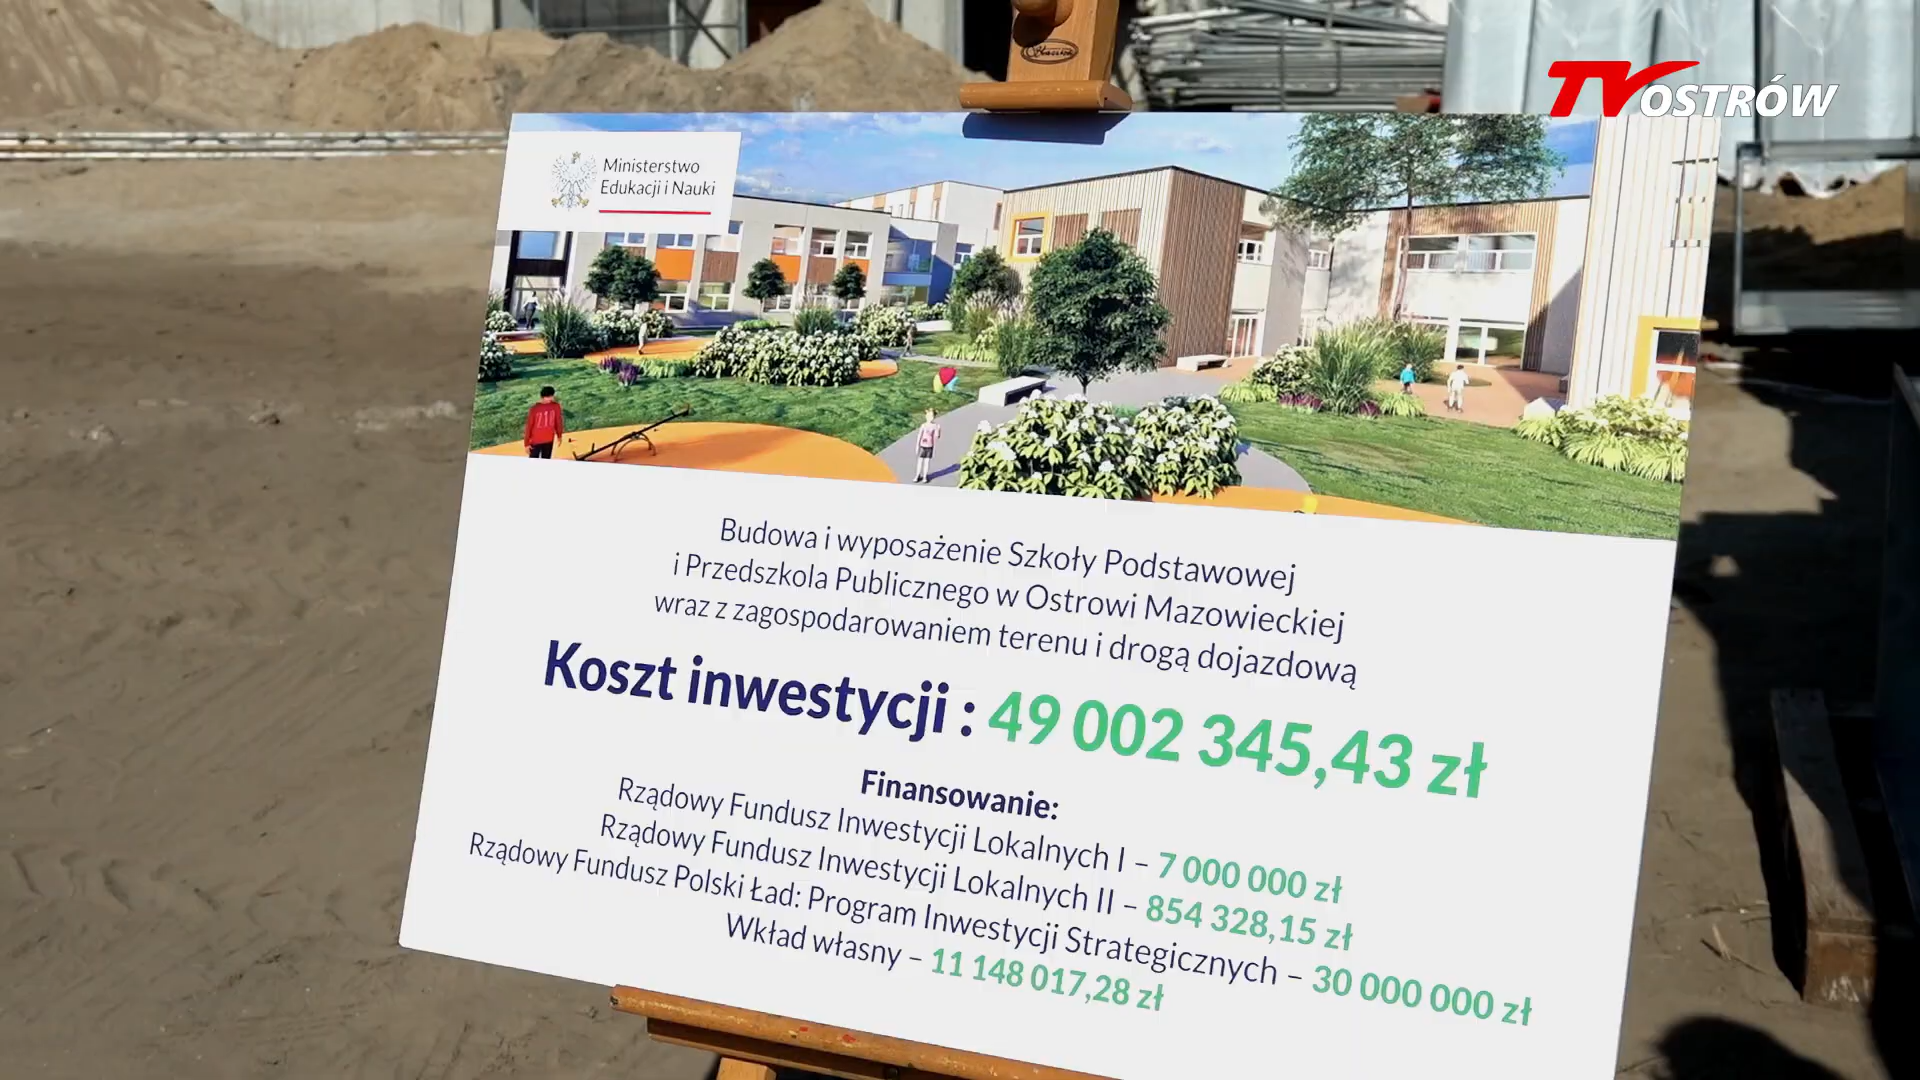 TV OSTRÓW
Ministerstwo
Edukacji i Nauki
Budowa i wyposażenie Szkoły Podstawowej
i Przedszkola Publicznego w Ostrowi Mazowieckiej
wraz z zagospodarowaniem terenu i drogą dojazdową
Koszt inwestycji : 49 002 345,43 zł
Finansowanie:
Rządowy Fundusz Inwestycji Lokalnych I – 7 000 000 zł
Rządowy Fundusz Inwestycji Lokalnych II – 854 328,15 zł
Rządowy Fundusz Polski Ład: Program Inwestycji Strategicznych – 30 000 000 zł
Wkład własny – 11 148 017,28 zł